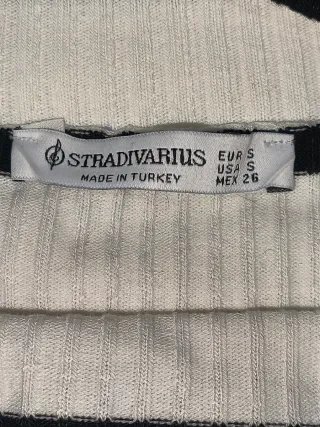 STRADIVARIUS
MADE IN TURKEY
EUR S
USA S
MEX 26